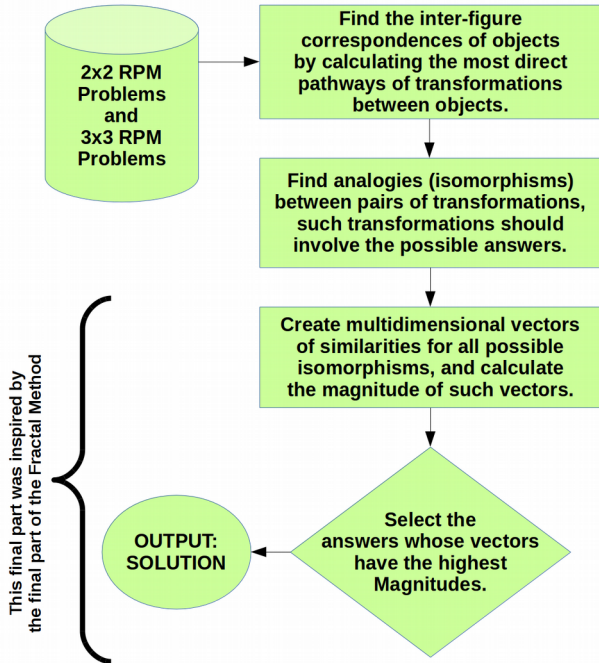 2x2 RPM
Problems
and
3x3 RPM
Problems
Find the inter-figure
correspondences of objects
by calculating the most direct
pathways of transformations
between objects.
Find analogies (isomorphisms)
between pairs of transformations,
such transformations should
involve the possible answers.
Create multidimensional vectors
of similarities for all possible
isomorphisms, and calculate
the magnitude of such vectors.
Select the
answers whose vectors
have the highest
Magnitudes.
OUTPUT:
SOLUTION
This final part was inspired by
the final part of the Fractal Method